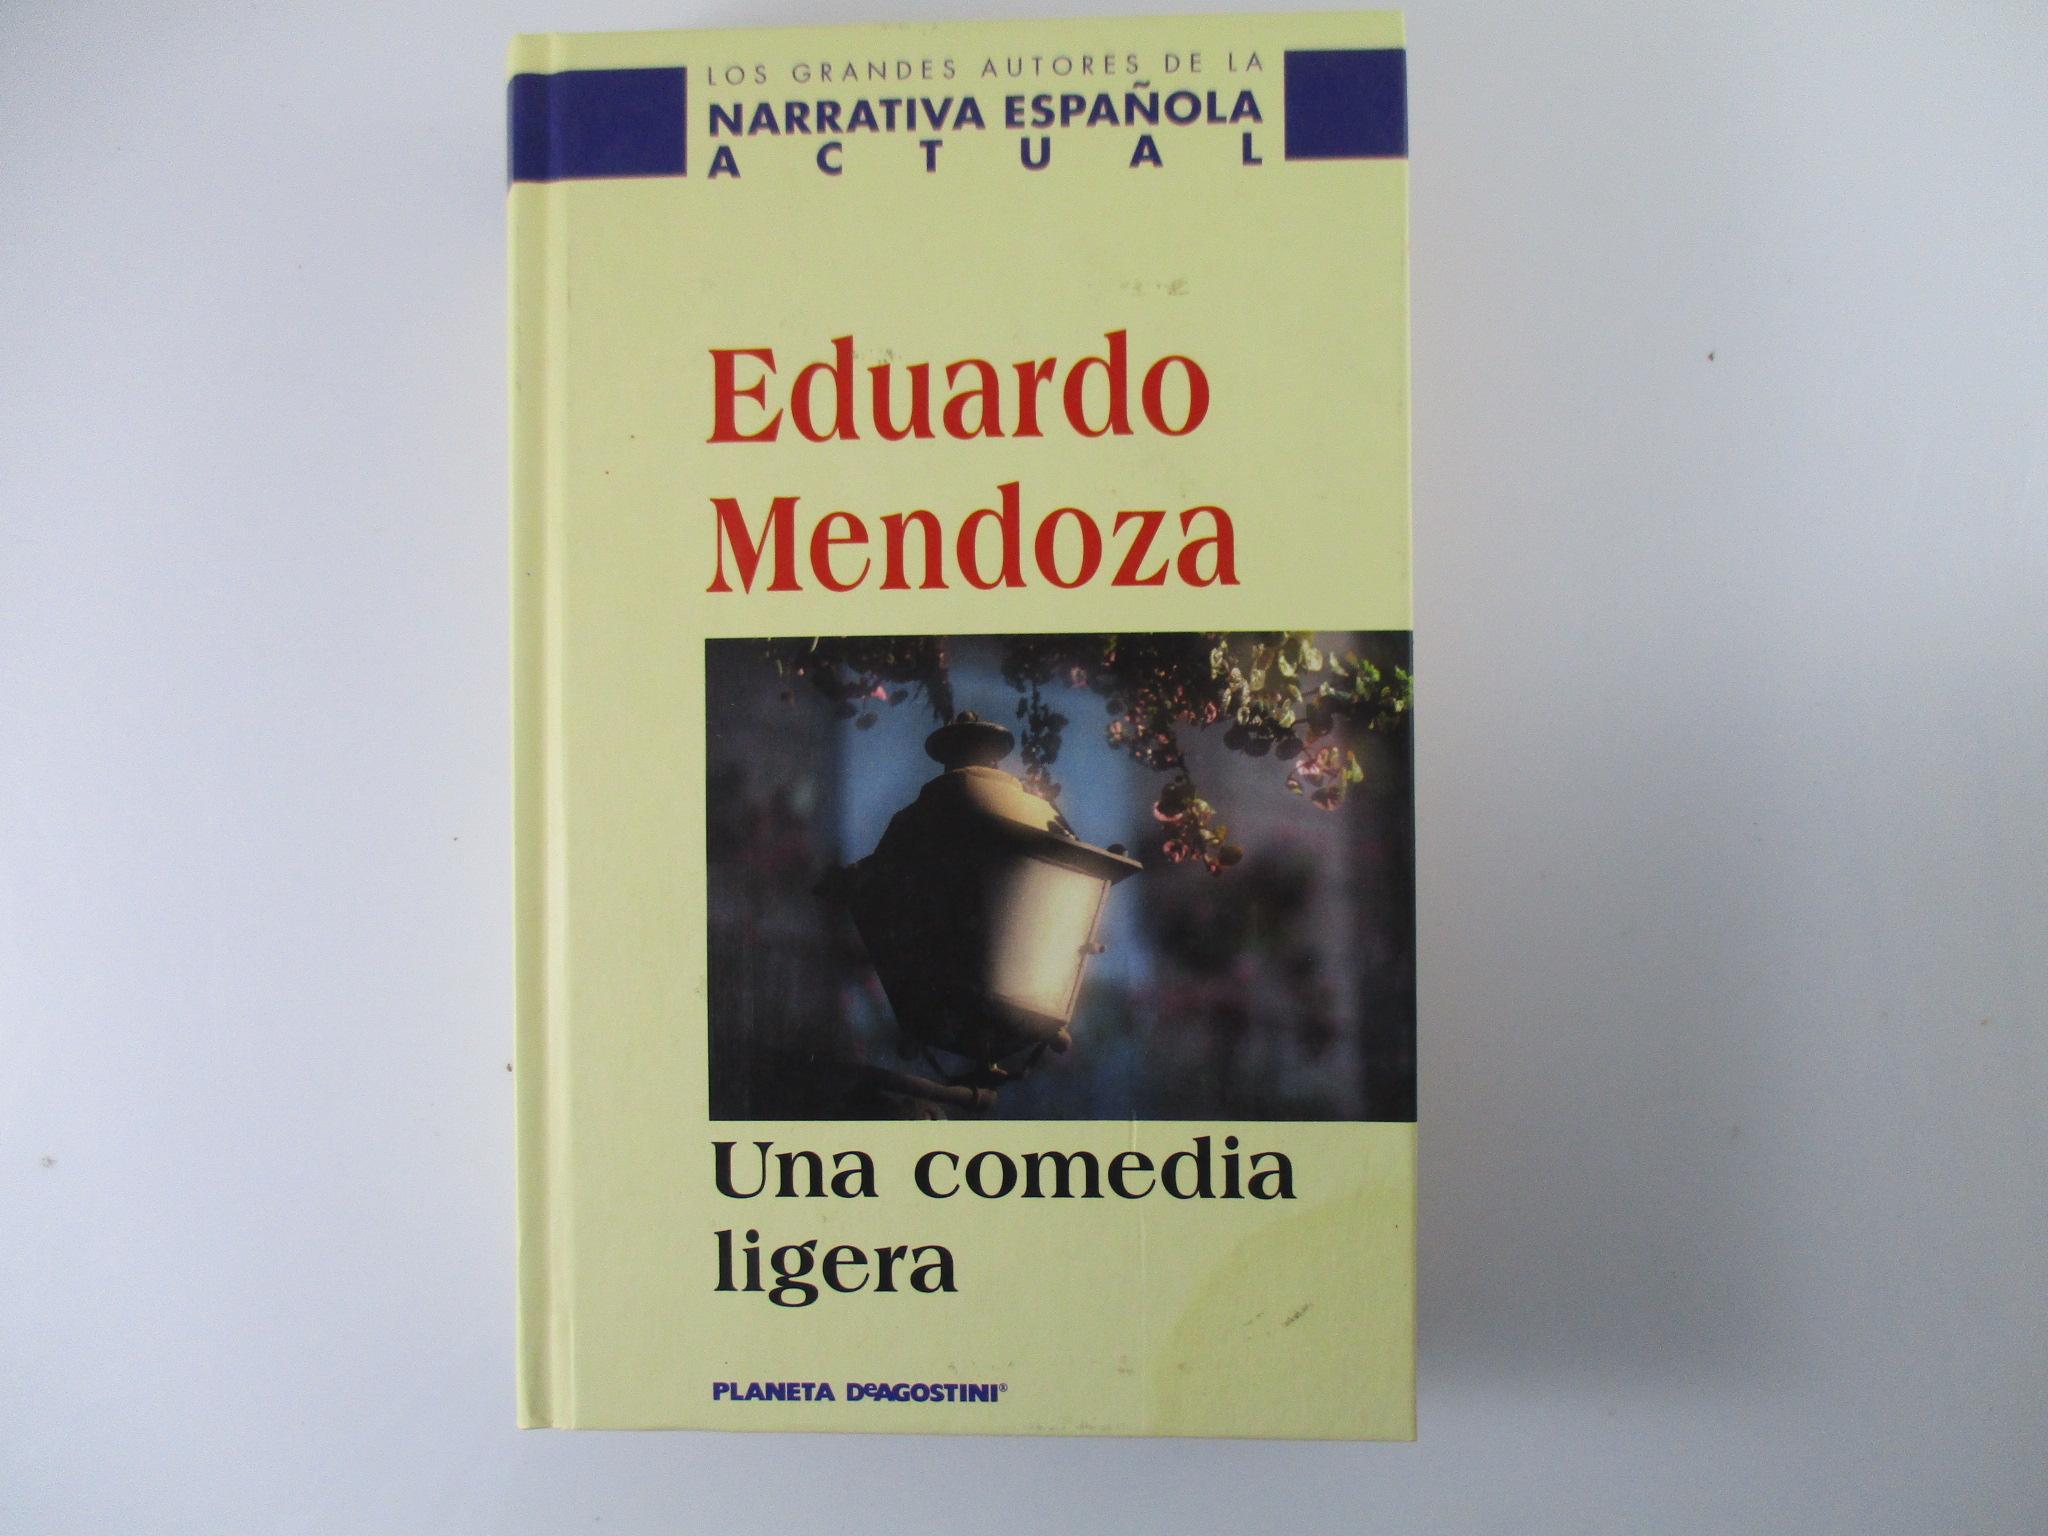 LOS GRANDES AUTORES DE LA
NARRATIVA ESPAÑOLA
ACTUAL
Eduardo
Mendoza
Una comedia
ligera
PLANETA DeAGOSTINI®